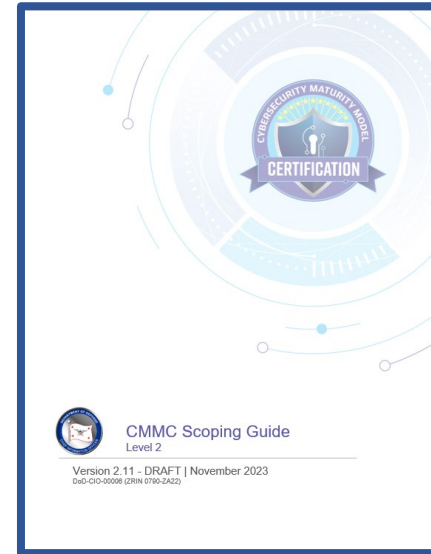 CYBERSECURITY MATURITY MODEL
CERTIFICATION
CMMC Scoping Guide
Level 2
Version 2.11 - DRAFT | November 2023
DoD-CIO-00006 (ZRIN 0790-ZA22)